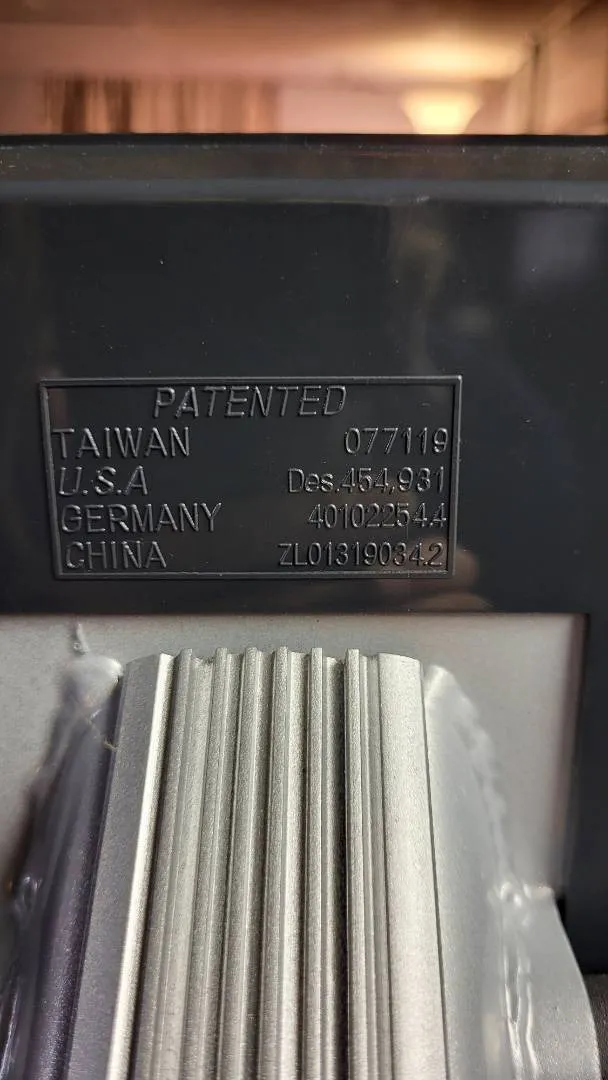 PATENTED
TAIWAN 077119
U.S.A Des.454,931
GERMANY 40102254.4
CHINA ZL01319034.2